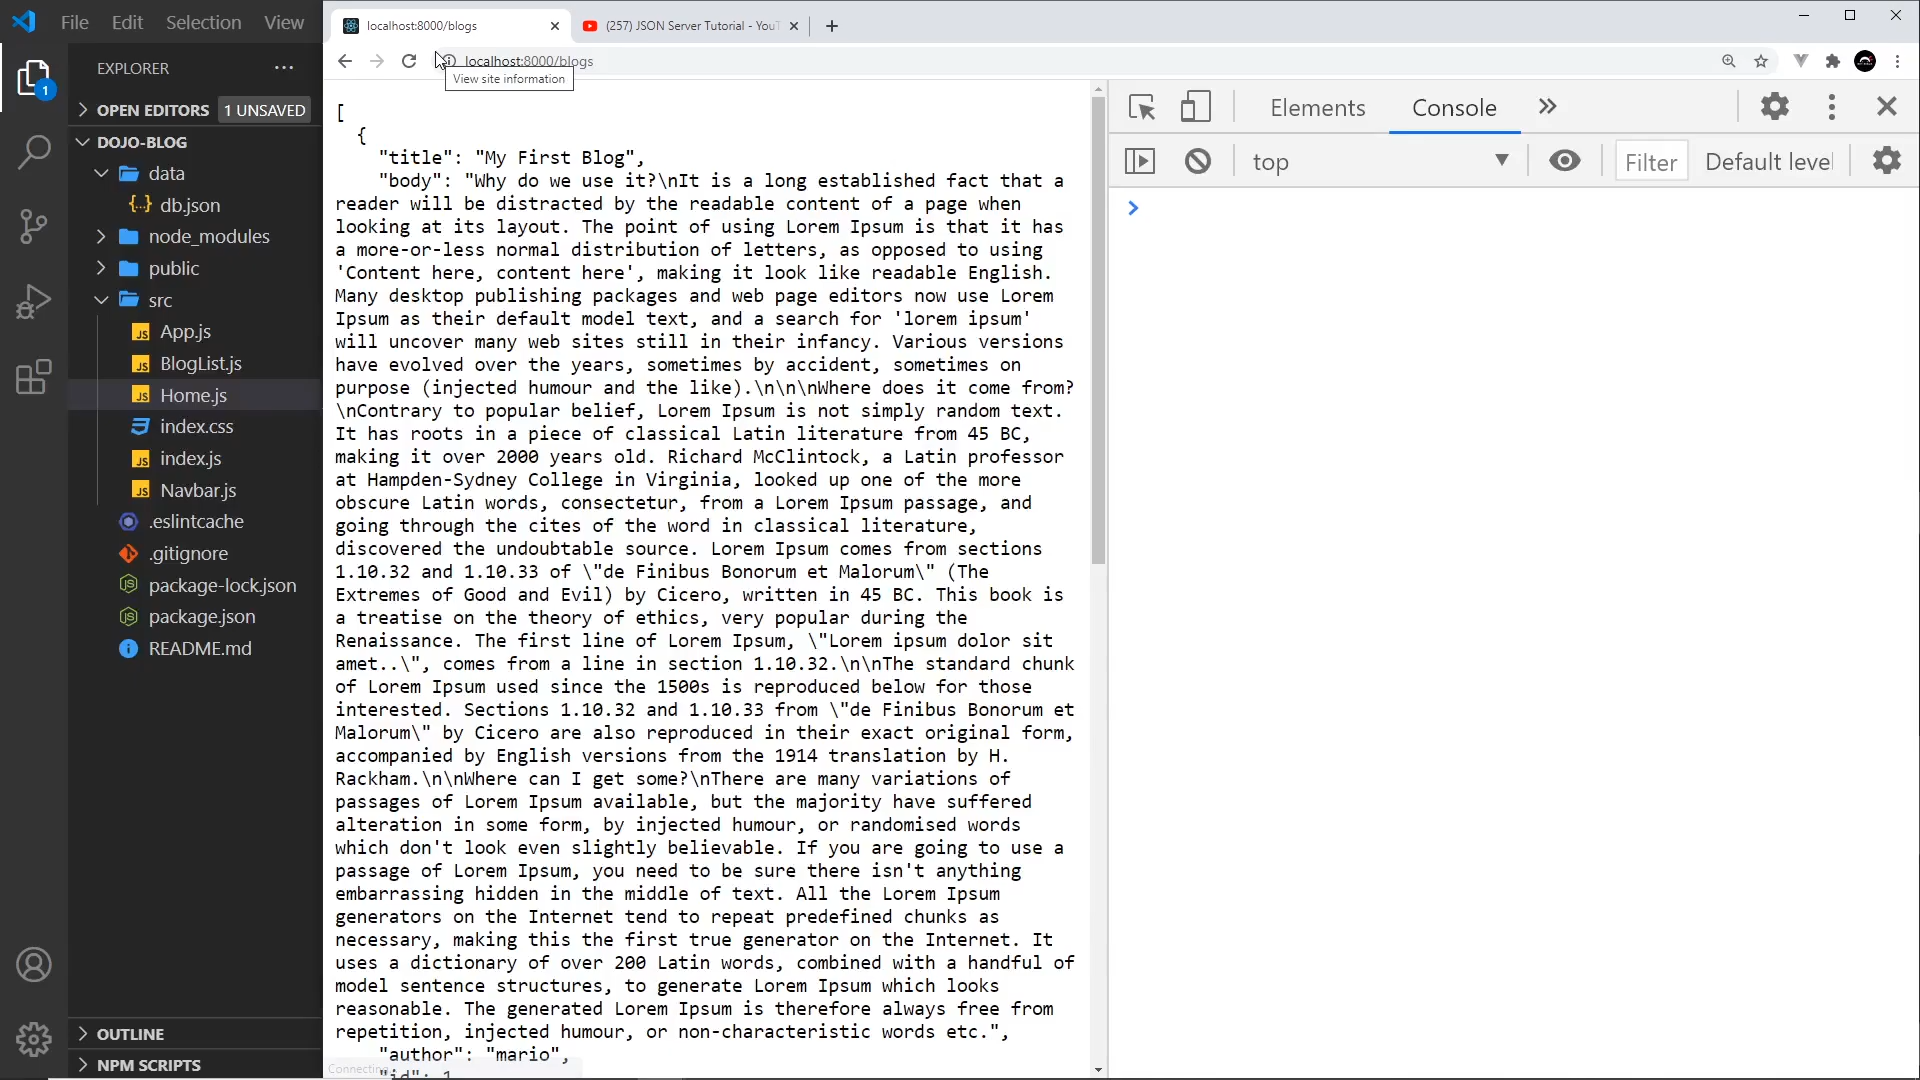 File Edit Selection View
localhost:8000/blogs
(257) JSON Server Tutorial - YouT
localhost:8000/blogs
View site information
EXPLORER
OPEN EDITORS 1 UNSAVED
DOJO-BLOG
data
db.json
node_modules
public
src
App.js
BlogList.js
Home.js
index.css
index.js
Navbar.js
.eslintcache
.gitignore
package-lock.json
package.json
README.md
OUTLINE
NPM SCRIPTS
1
[
{
"title": "My First Blog",
"body": "Why do we use it?\nIt is a long established fact that a
reader will be distracted by the readable content of a page when
looking at its layout. The point of using Lorem Ipsum is that it has
a more-or-less normal distribution of letters, as opposed to using
'Content here, content here', making it look like readable English.
Many desktop publishing packages and web page editors now use Lorem
Ipsum as their default model text, and a search for 'lorem ipsum'
will uncover many web sites still in their infancy. Various versions
have evolved over the years, sometimes by accident, sometimes on
purpose (injected humour and the like).\n\n\nWhere does it come from?
\nContrary to popular belief, Lorem Ipsum is not simply random text.
It has roots in a piece of classical Latin literature from 45 BC,
making it over 2000 years old. Richard McClintock, a Latin professor
at Hampden-Sydney College in Virginia, looked up one of the more
obscure Latin words, consectetur, from a Lorem Ipsum passage, and
going through the cites of the word in classical literature,
discovered the undoubtable source. Lorem Ipsum comes from sections
1.10.32 and 1.10.33 of \"de Finibus Bonorum et Malorum\" (The
Extremes of Good and Evil) by Cicero, written in 45 BC. This book is
a treatise on the theory of ethics, very popular during the
Renaissance. The first line of Lorem Ipsum, \"Lorem ipsum dolor sit
amet..\", comes from a line in section 1.10.32.\n\nThe standard chunk
of Lorem Ipsum used since the 1500s is reproduced below for those
interested. Sections 1.10.32 and 1.10.33 from \"de Finibus Bonorum et
Malorum\" by Cicero are also reproduced in their exact original form,
accompanied by English versions from the 1914 translation by H.
Rackham.\n\nWhere can I get some?\nThere are many variations of
passages of Lorem Ipsum available, but the majority have suffered
alteration in some form, by injected humour, or randomised words
which don't look even slightly believable. If you are going to use a
passage of Lorem Ipsum, you need to be sure there isn't anything
embarrassing hidden in the middle of text. All the Lorem Ipsum
generators on the Internet tend to repeat predefined chunks as
necessary, making this the first true generator on the Internet. It
uses a dictionary of over 200 Latin words, combined with a handful of
model sentence structures, to generate Lorem Ipsum which looks
reasonable. The generated Lorem Ipsum is therefore always free from
repetition, injected humour, or non-characteristic words etc.",
"author": "mario",
"id": 1
Connecting...
Elements Console
top Filter Default level